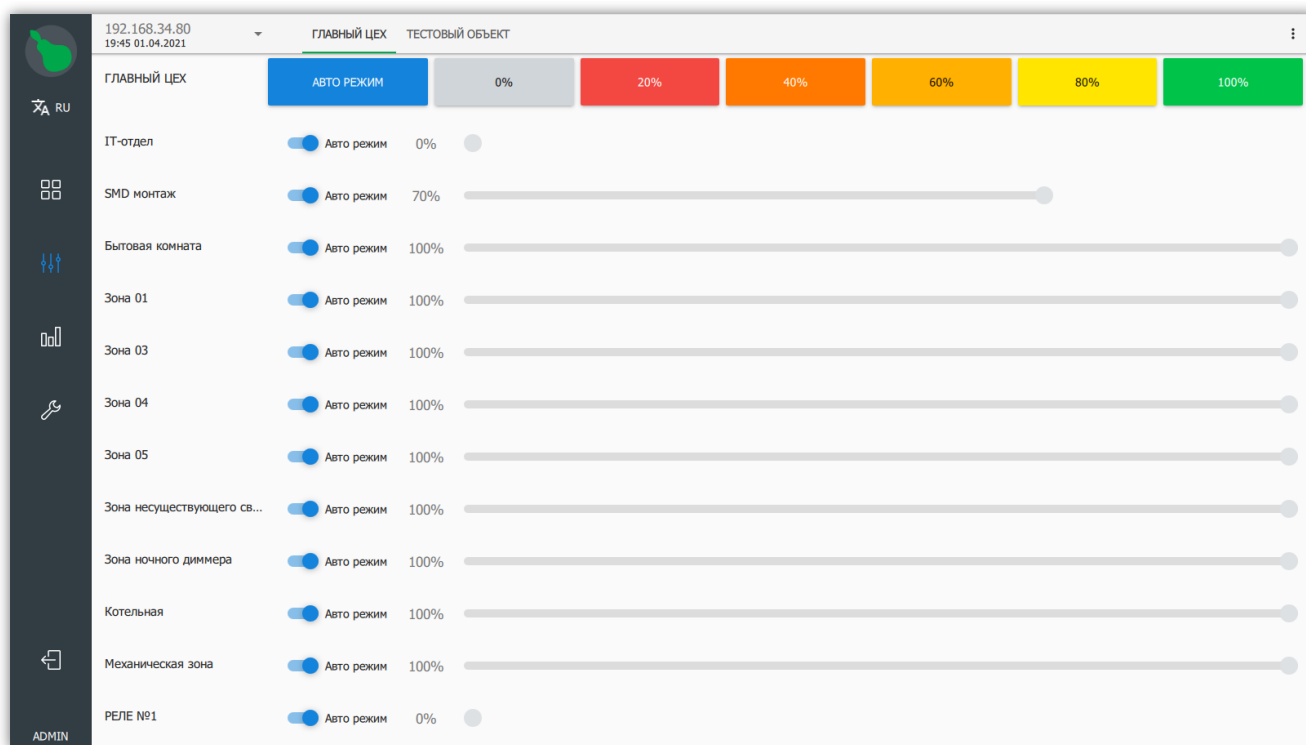 192.168.34.80
19:45 01.04.2021
ГЛАВНЫЙ ЦЕХ ТЕСТОВЫЙ ОБЪЕКТ
RU
ГЛАВНЫЙ ЦЕХ АВТО РЕЖИМ 0% 20% 40% 60% 80% 100%
IT-отдел Авто режим 0%
SMD монтаж Авто режим 70%
Бытовая комната Авто режим 100%
Зона 01 Авто режим 100%
Зона 03 Авто режим 100%
Зона 04 Авто режим 100%
Зона 05 Авто режим 100%
Зона несуществующего св... Авто режим 100%
Зона ночного диммера Авто режим 100%
Котельная Авто режим 100%
Механическая зона Авто режим 100%
РЕЛЕ №1 Авто режим 0%
ADMIN